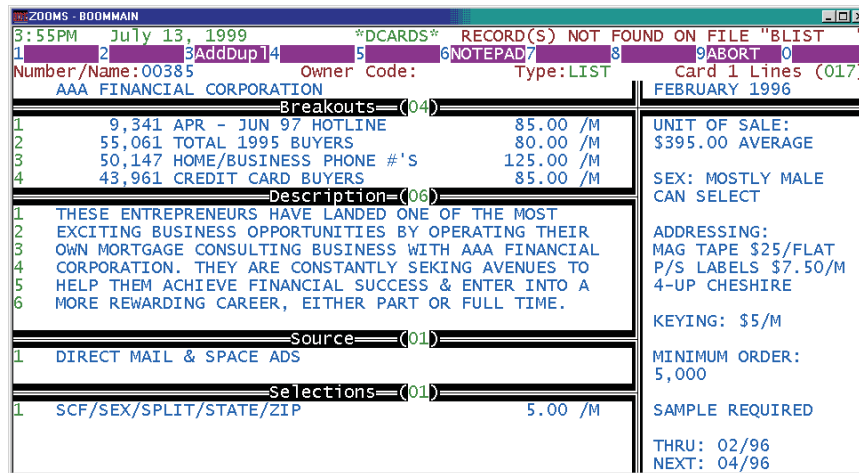 ZOOMS - BOOMMAIN
3:55PM July 13, 1999 *DCARDS* RECORD(S) NOT FOUND ON FILE "BLIST "
1 2 3AddDupl4 5 6NOTEPAD7 8 9ABORT 0
Number/Name:00385 Owner Code: Type:LIST Card 1 Lines (017)
AAA FINANCIAL CORPORATION
Breakouts (04)
1 9,341 APR - JUN 97 HOTLINE 85.00 /M
2 55,061 TOTAL 1995 BUYERS 80.00 /M
3 50,147 HOME/BUSINESS PHONE #'S 125.00 /M
4 43,961 CREDIT CARD BUYERS 85.00 /M
Description (06)
1 THESE ENTREPRENEURS HAVE LANDED ONE OF THE MOST
2 EXCITING BUSINESS OPPORTUNITIES BY OPERATING THEIR
3 OWN MORTGAGE CONSULTING BUSINESS WITH AAA FINANCIAL
4 CORPORATION. THEY ARE CONSTANTLY SEKING AVENUES TO
5 HELP THEM ACHIEVE FINANCIAL SUCCESS & ENTER INTO A
6 MORE REWARDING CAREER, EITHER PART OR FULL TIME.
Source (01)
1 DIRECT MAIL & SPACE ADS
Selections (01)
1 SCF/SEX/SPLIT/STATE/ZIP 5.00 /M
FEBRUARY 1996
UNIT OF SALE:
$395.00 AVERAGE
SEX: MOSTLY MALE
CAN SELECT
ADDRESSING:
MAG TAPE $25/FLAT
P/S LABELS $7.50/M
4-UP CHESHIRE
KEYING: $5/M
MINIMUM ORDER:
5,000
SAMPLE REQUIRED
THRU: 02/96
NEXT: 04/96